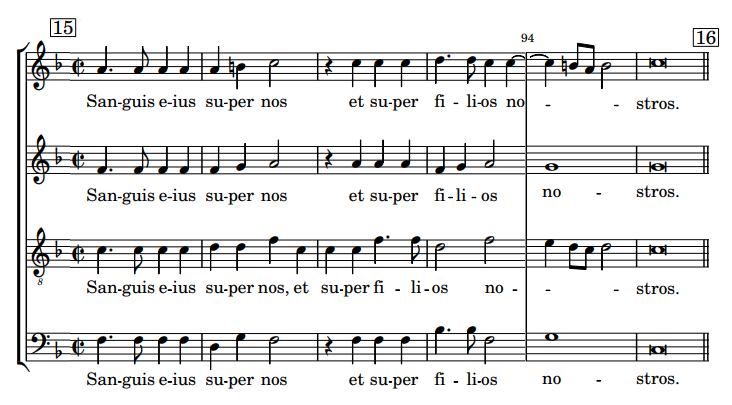 15
94
16
San-guis e-ius su-per nos et su-per fi - li-os no - - - stros.
San-guis e-ius su-per nos et su-per fi-li - os no - stros.
8
San-guis e-ius su-per nos, et su-per fi - li-os no - - - stros.
San-guis e-ius su-per nos et su-per fi - li-os no - stros.